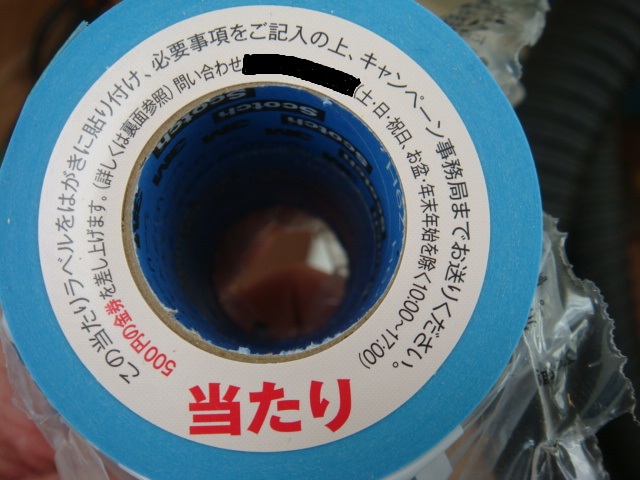 この当たりラベルをはがきに貼り付け、必要事項をご記入の上、キャンペーン事務局までお送りください。
500円の金券を差し上げます。(詳しくは裏面参照) 問い合わせ
(土・日・祝日、お盆・年末年始を除く10:00~17:00)
当たり
Scotch
Scotch
Scotch
3M